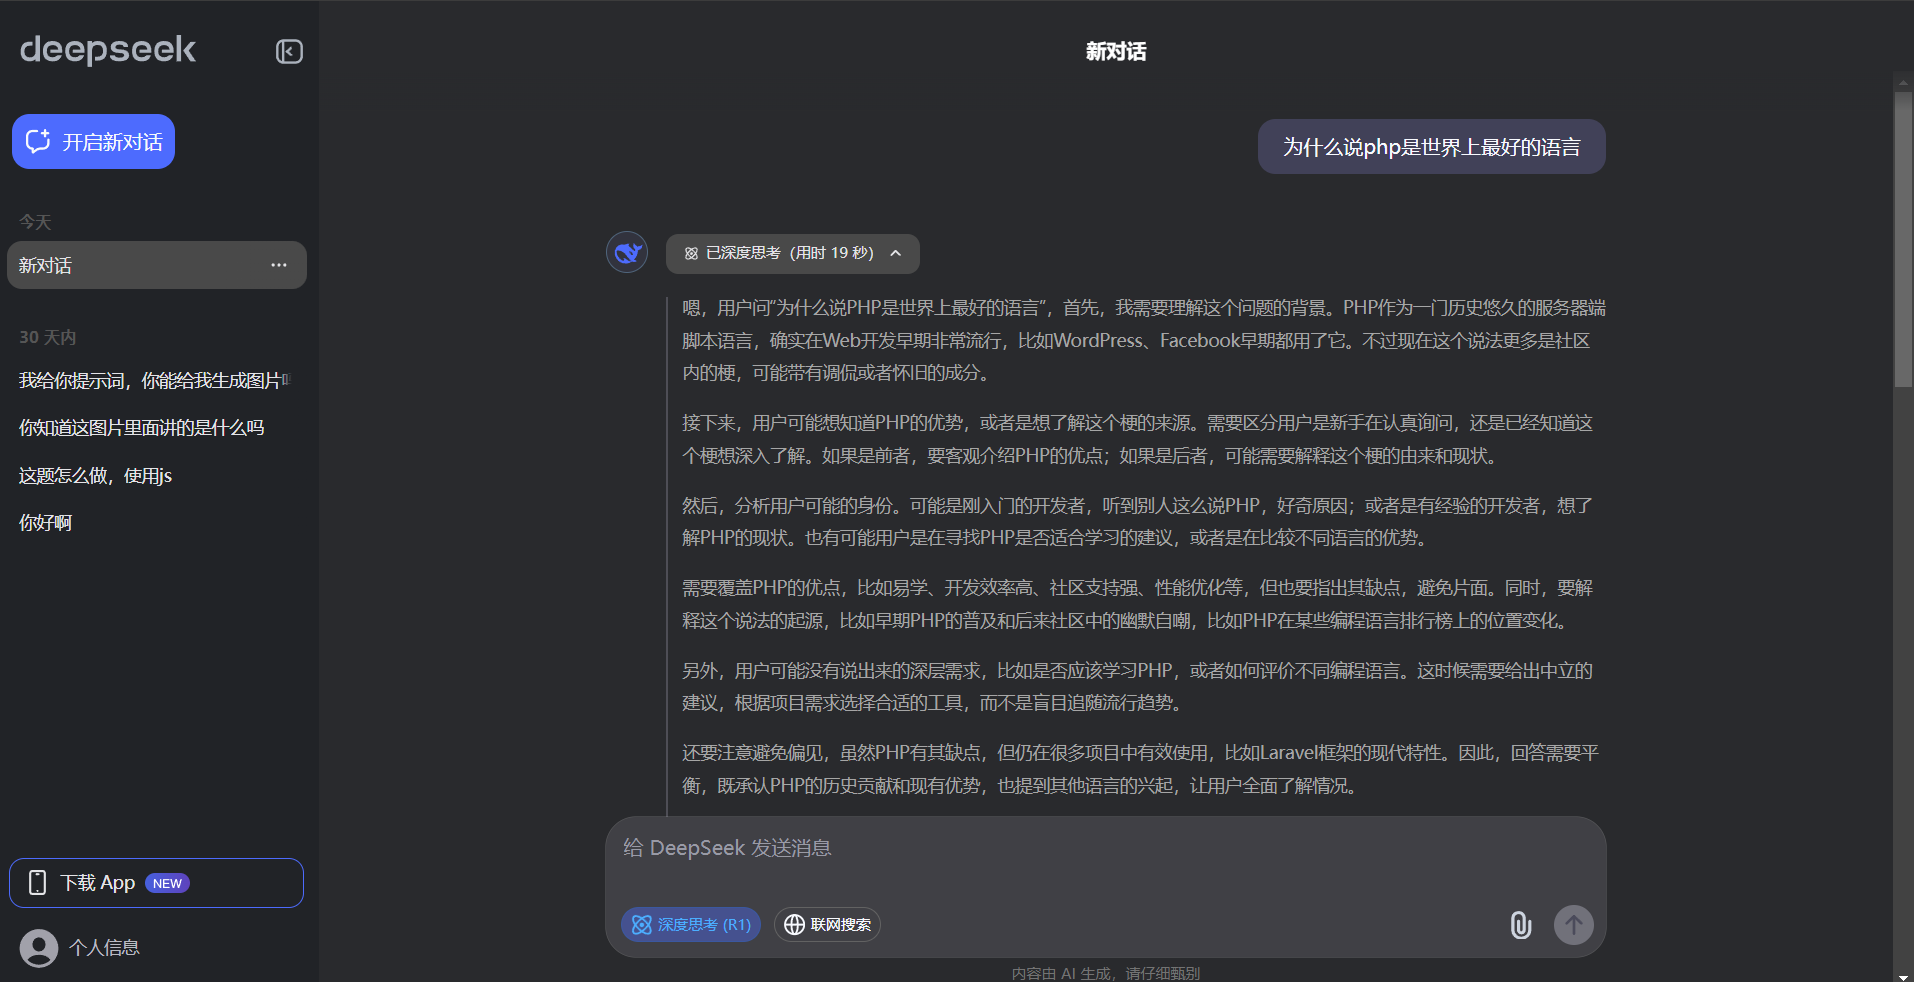 deepseek
开启新对话
今天
新对话
30 天内
我给你提示词，你能给我生成图片
你知道这图片里面讲的是什么吗
这题怎么做，使用js
你好啊
下载 App NEW
个人信息
新对话
为什么说php是世界上最好的语言
已深度思考（用时 19 秒）
嗯，用户问“为什么说PHP是世界上最好的语言”，首先，我需要理解这个问题的背景。PHP作为一门历史悠久的服务器端
脚本语言，确实在Web开发早期非常流行，比如WordPress、Facebook早期都用了它。不过现在这个说法更多是社区
内的梗，可能带有调侃或者怀旧的成分。
接下来，用户可能想知道PHP的优势，或者是想了解这个梗的来源。需要区分用户是新手在认真询问，还是已经知道这
个梗想深入了解。如果是前者，要客观介绍PHP的优点；如果是后者，可能需要解释这个梗的由来和现状。
然后，分析用户可能的身份。可能是刚入门的开发者，听到别人这么说PHP，好奇原因；或者是有经验的开发者，想了
解PHP的现状。也有可能用户是在寻找PHP是否适合学习的建议，或者是在比较不同语言的优势。
需要覆盖PHP的优点，比如易学、开发效率高、社区支持强、性能优化等，但也要指出其缺点，避免片面。同时，要解
释这个说法的起源，比如早期PHP的普及和后来社区中的幽默自嘲，比如PHP在某些编程语言排行榜上的位置变化。
另外，用户可能没有说出来的深层需求，比如是否应该学习PHP，或者如何评价不同编程语言。这时候需要给出中立的
建议，根据项目需求选择合适的工具，而不是盲目追随流行趋势。
还要注意避免偏见，虽然PHP有其缺点，但仍在很多项目中有效使用，比如Laravel框架的现代特性。因此，回答需要平
衡，既承认PHP的历史贡献和现有优势，也提到其他语言的兴起，让用户全面了解情况。
给 DeepSeek 发送消息
深度思考 (R1)
联网搜索
内容由 AI 生成，请仔细甄别